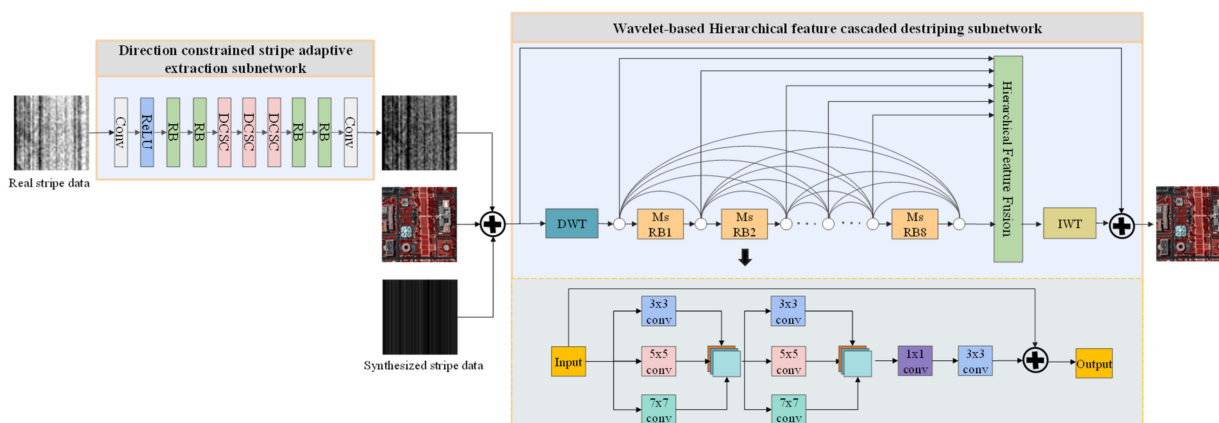 Direction constrained stripe adaptive
extraction subnetwork
Conv
ReLU
RB
RB
DCSC
DCSC
DCSC
RB
RB
Conv
Real stripe data
Synthesized stripe data
Wavelet-based Hierarchical feature cascaded destriping subnetwork
DWT
Ms
RB1
Ms
RB2
Ms
RB8
Hierarchical Feature Fusion
IWT
Input
3x3
conv
5x5
conv
7x7
conv
3x3
conv
5x5
conv
7x7
conv
1x1
conv
3x3
conv
Output